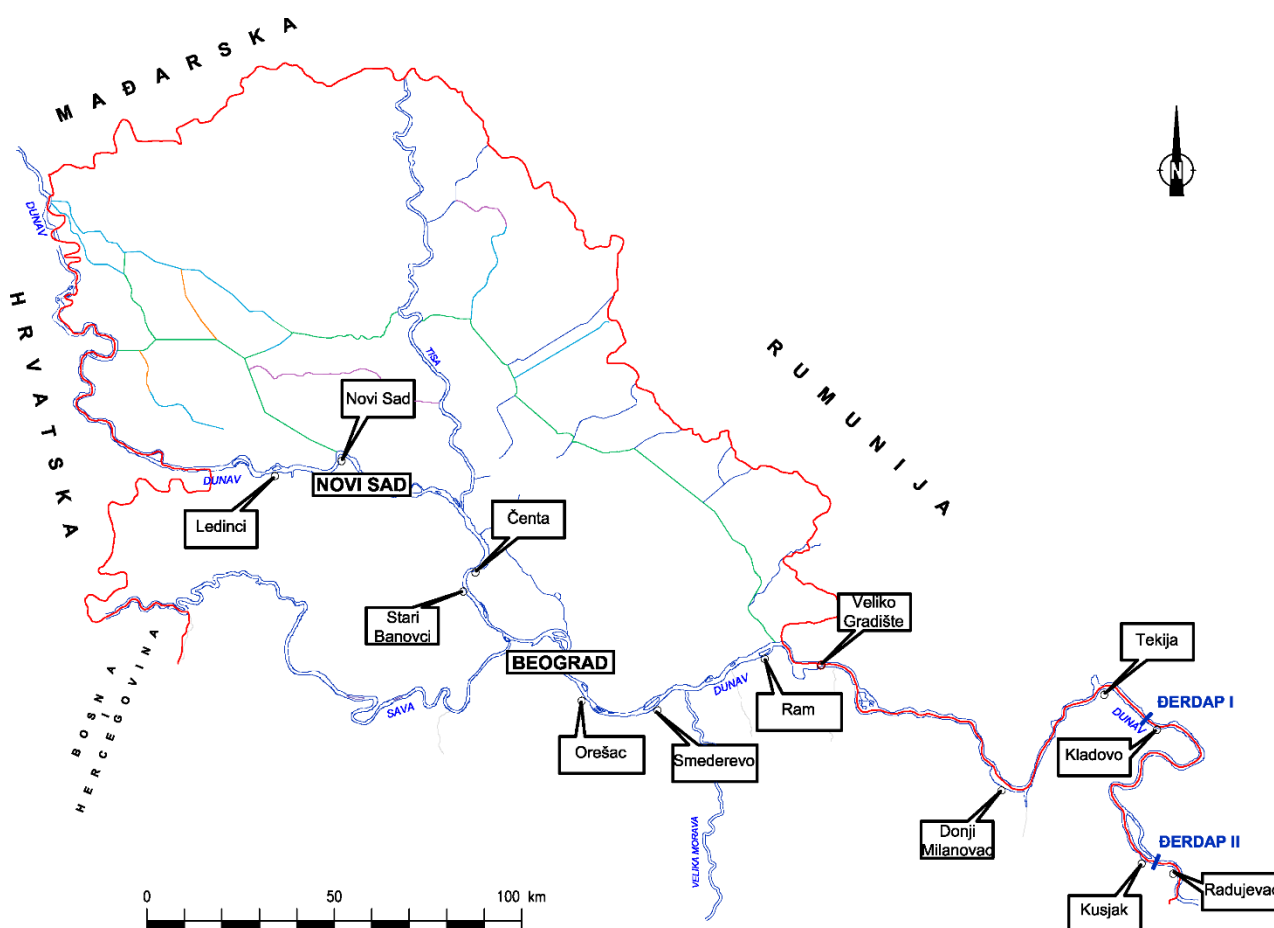 MAĐARSKA
N
DUNAV
HRVATSKA
RUMUNIJA
TISA
Novi Sad
DUNAV
NOVI SAD
Ledinci
Čenta
Stari
Banovci
Veliko
Gradište
BOSNA I
HERCEGOVINA
BEOGRAD
Tekija
SAVA
DUNAV
Ram
DUNAV
ĐERDAP I
Orešac
Smederevo
Kladovo
VELIKA MORAVA
Donji
Milanovac
ĐERDAP II
Kusjak
Radujevac
0 50 100 km